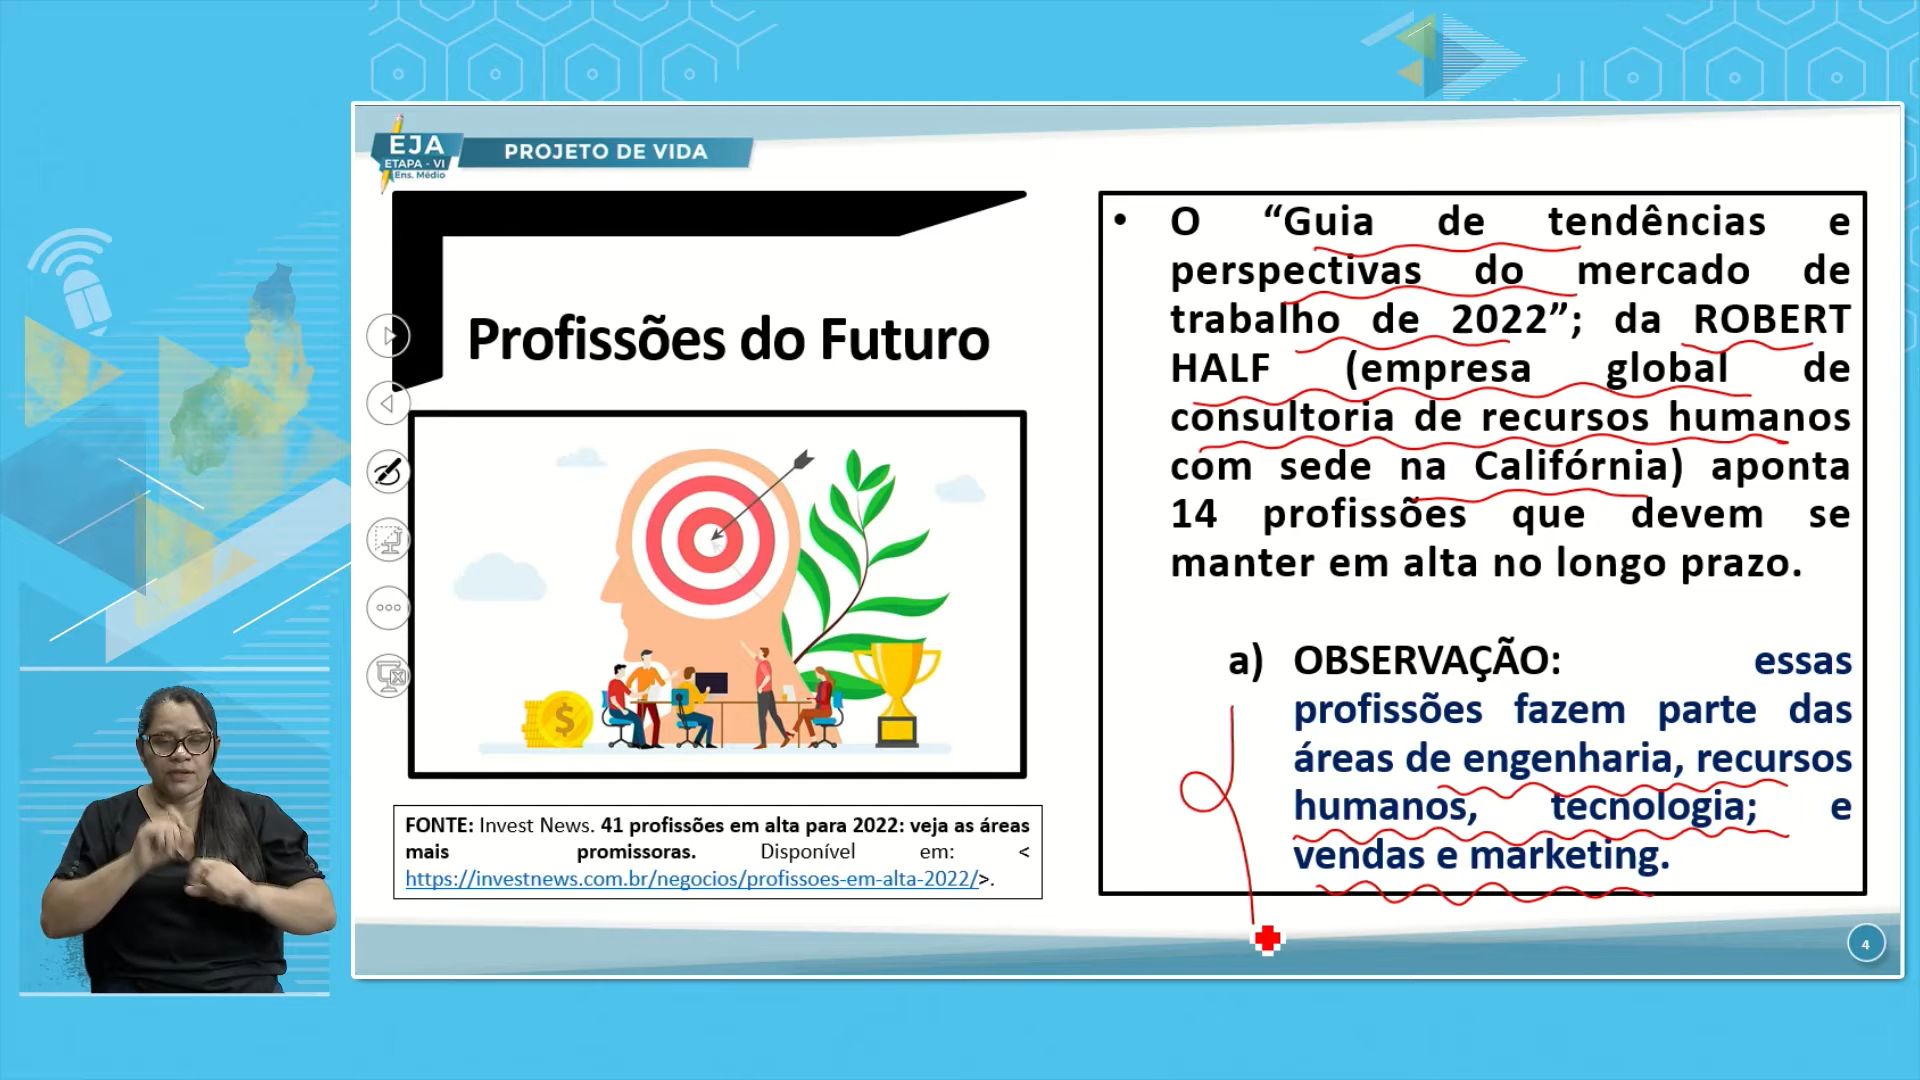 EJA
ETAPA - VI
Ens. Médio
PROJETO DE VIDA
Profissões do Futuro
$
FONTE: Invest News. 41 profissões em alta para 2022: veja as áreas
mais promissoras. Disponível em: <
https://investnews.com.br/negocios/profissoes-em-alta-2022/>.
• O “Guia de tendências e
perspectivas do mercado de
trabalho de 2022”; da ROBERT
HALF (empresa global de
consultoria de recursos humanos
com sede na Califórnia) aponta
14 profissões que devem se
manter em alta no longo prazo.
a) OBSERVAÇÃO: essas
profissões fazem parte das
áreas de engenharia, recursos
humanos, tecnologia; e
vendas e marketing.
4